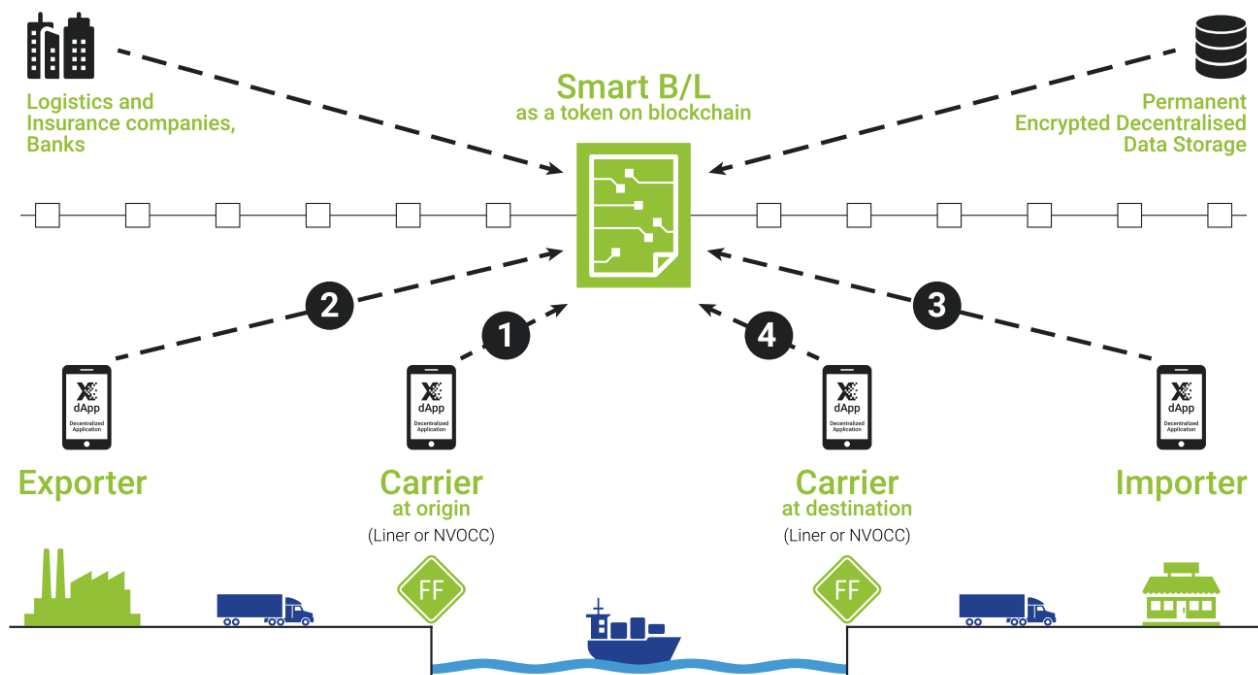 Smart B/L
as a token on blockchain
Logistics and
Insurance companies,
Banks
Permanent
Encrypted Decentralised
Data Storage
2
1
4
3
X
dApp
Decentralized
Application
X
dApp
Decentralized
Application
X
dApp
Decentralized
Application
X
dApp
Decentralized
Application
Exporter
Carrier
at origin
(Liner or NVOCC)
Carrier
at destination
(Liner or NVOCC)
Importer
FF
FF